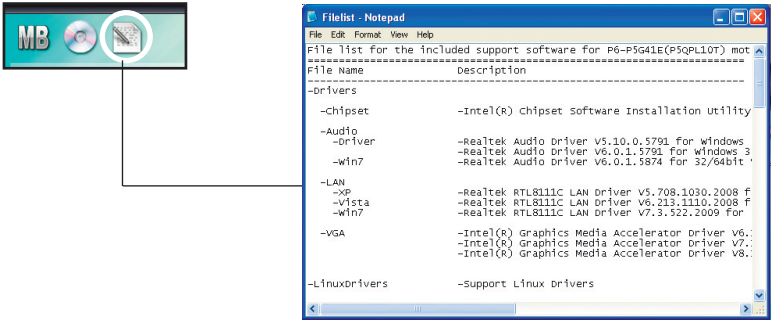 MB
Filelist - Notepad
File Edit Format View Help
File list for the included support software for P6-P5G41E(P5QPL10T) mot
================================================================
File Name Description
----------------------------------------------------------------
-Drivers
-Chipset -Intel(R) Chipset Software Installation Utility
-Audio
-Driver -Realtek Audio Driver V5.10.0.5791 for Windows
-Realtek Audio Driver V6.0.1.5791 for Windows 3
-Win7 -Realtek Audio Driver V6.0.1.5874 for 32/64bit
-LAN
-XP -Realtek RTL8111C LAN Driver V5.708.1030.2008 f
-Vista -Realtek RTL8111C LAN Driver V6.213.1110.2008 f
-Win7 -Realtek RTL8111C LAN Driver V7.3.522.2009 for
-VGA -Intel(R) Graphics Media Accelerator Driver V6.
-Intel(R) Graphics Media Accelerator Driver V7.
-Intel(R) Graphics Media Accelerator Driver V8.
-LinuxDrivers -Support Linux Drivers